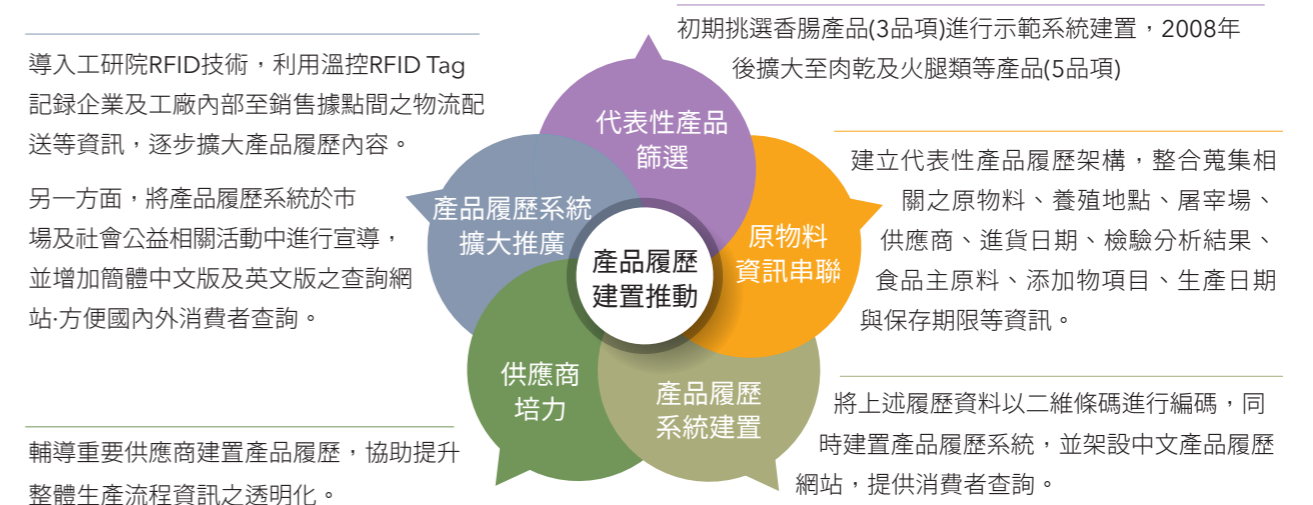 初期挑選香腸產品(3品項)進行示範系統建置，2008年
後擴大至肉乾及火腿類等產品(5品項)
代表性產品
篩選
建立代表性產品履歷架構，整合蒐集相
關之原物料、養殖地點、屠宰場、
供應商、進貨日期、檢驗分析結果、
食品主原料、添加物項目、生產日期
與保存期限等資訊。
原物料
資訊串聯
將上述履歷資料以二維條碼進行編碼，同
時建置產品履歷系統，並架設中文產品履歷
網站，提供消費者查詢。
產品履歷
系統建置
輔導重要供應商建置產品履歷，協助提升
整體生產流程資訊之透明化。
供應商
培力
導入工研院RFID技術，利用溫控RFID Tag
記録企業及工廠內部至銷售據點間之物流配
送等資訊，逐步擴大產品履歷內容。
另一方面，將產品履歷系統於市
場及社會公益相關活動中進行宣導，
並增加簡體中文版及英文版之查詢網
站‧方便國內外消費者查詢。
產品履歷系統
擴大推廣
產品履歷
建置推動